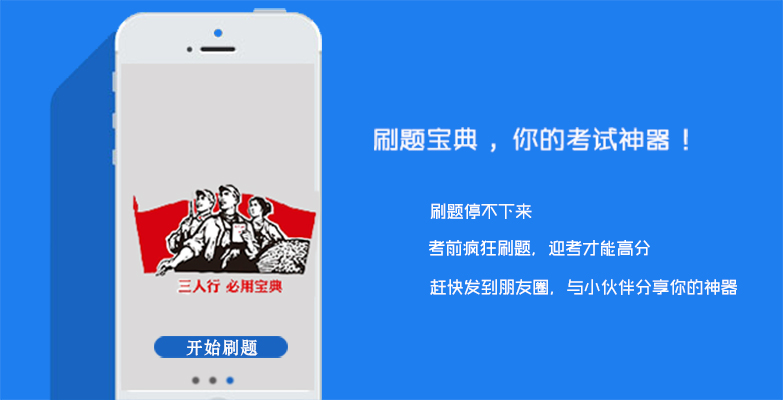 刷题宝典，你的考试神器！
刷题停不下来
考前疯狂刷题，迎考才能高分
赶快发到朋友圈，与小伙伴分享你的神器
三人行 必用宝典
开始刷题